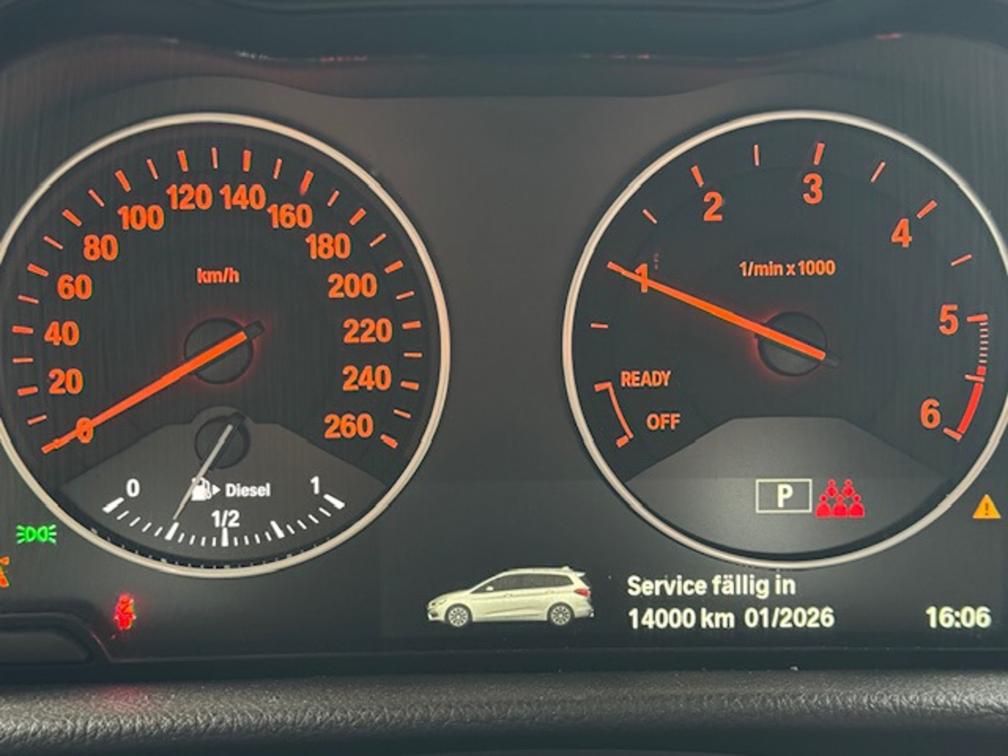 120 140
100 160
80 180
60 km/h 200
40 220
20 240
0 260
0 Diesel 1
1/2
3
2 4
1 1/min x 1000
5
READY
OFF 6
P
Service fällig in
14000 km 01/2026 16:06